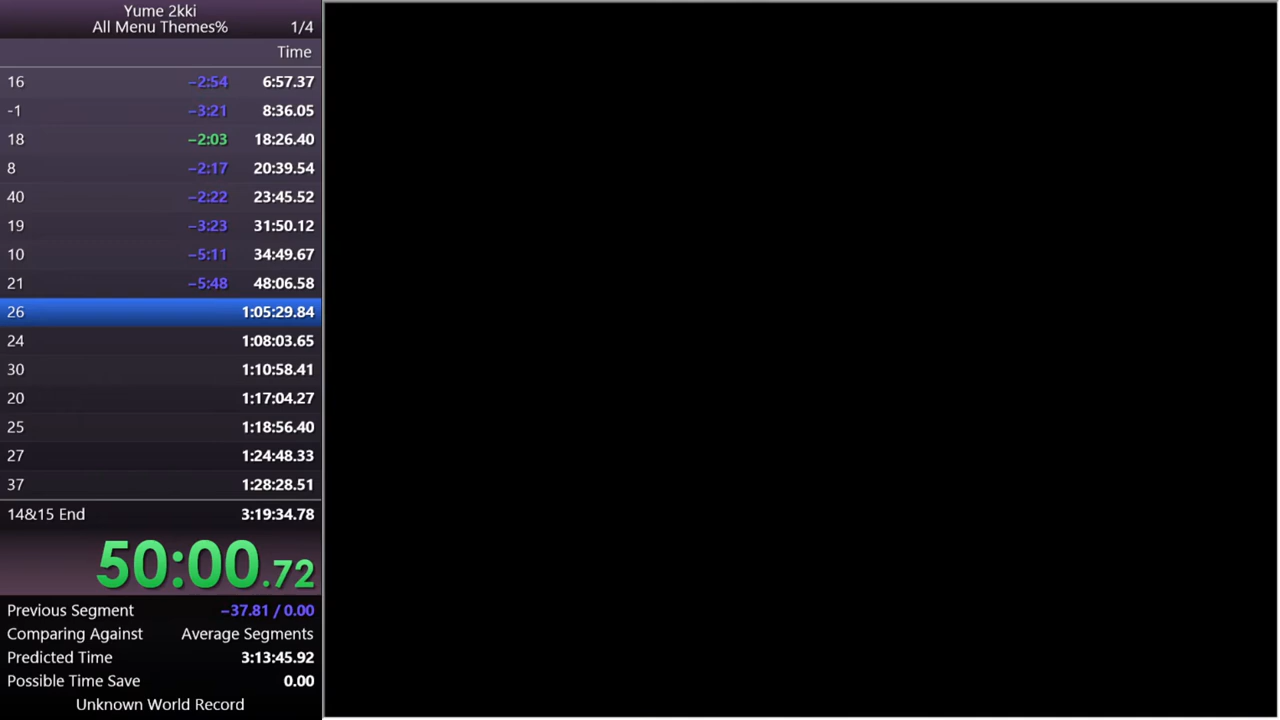 Yume 2kki
All Menu Themes% 1/4
Time
16 −2:54 6:57.37
-1 −3:21 8:36.05
18 −2:03 18:26.40
8 −2:17 20:39.54
40 −2:22 23:45.52
19 −3:23 31:50.12
10 −5:11 34:49.67
21 −5:48 48:06.58
26 1:05:29.84
24 1:08:03.65
30 1:10:58.41
20 1:17:04.27
25 1:18:56.40
27 1:24:48.33
37 1:28:28.51
14&15 End 3:19:34.78
50:00.72
Previous Segment −37.81 / 0.00
Comparing Against Average Segments
Predicted Time 3:13:45.92
Possible Time Save 0.00
Unknown World Record